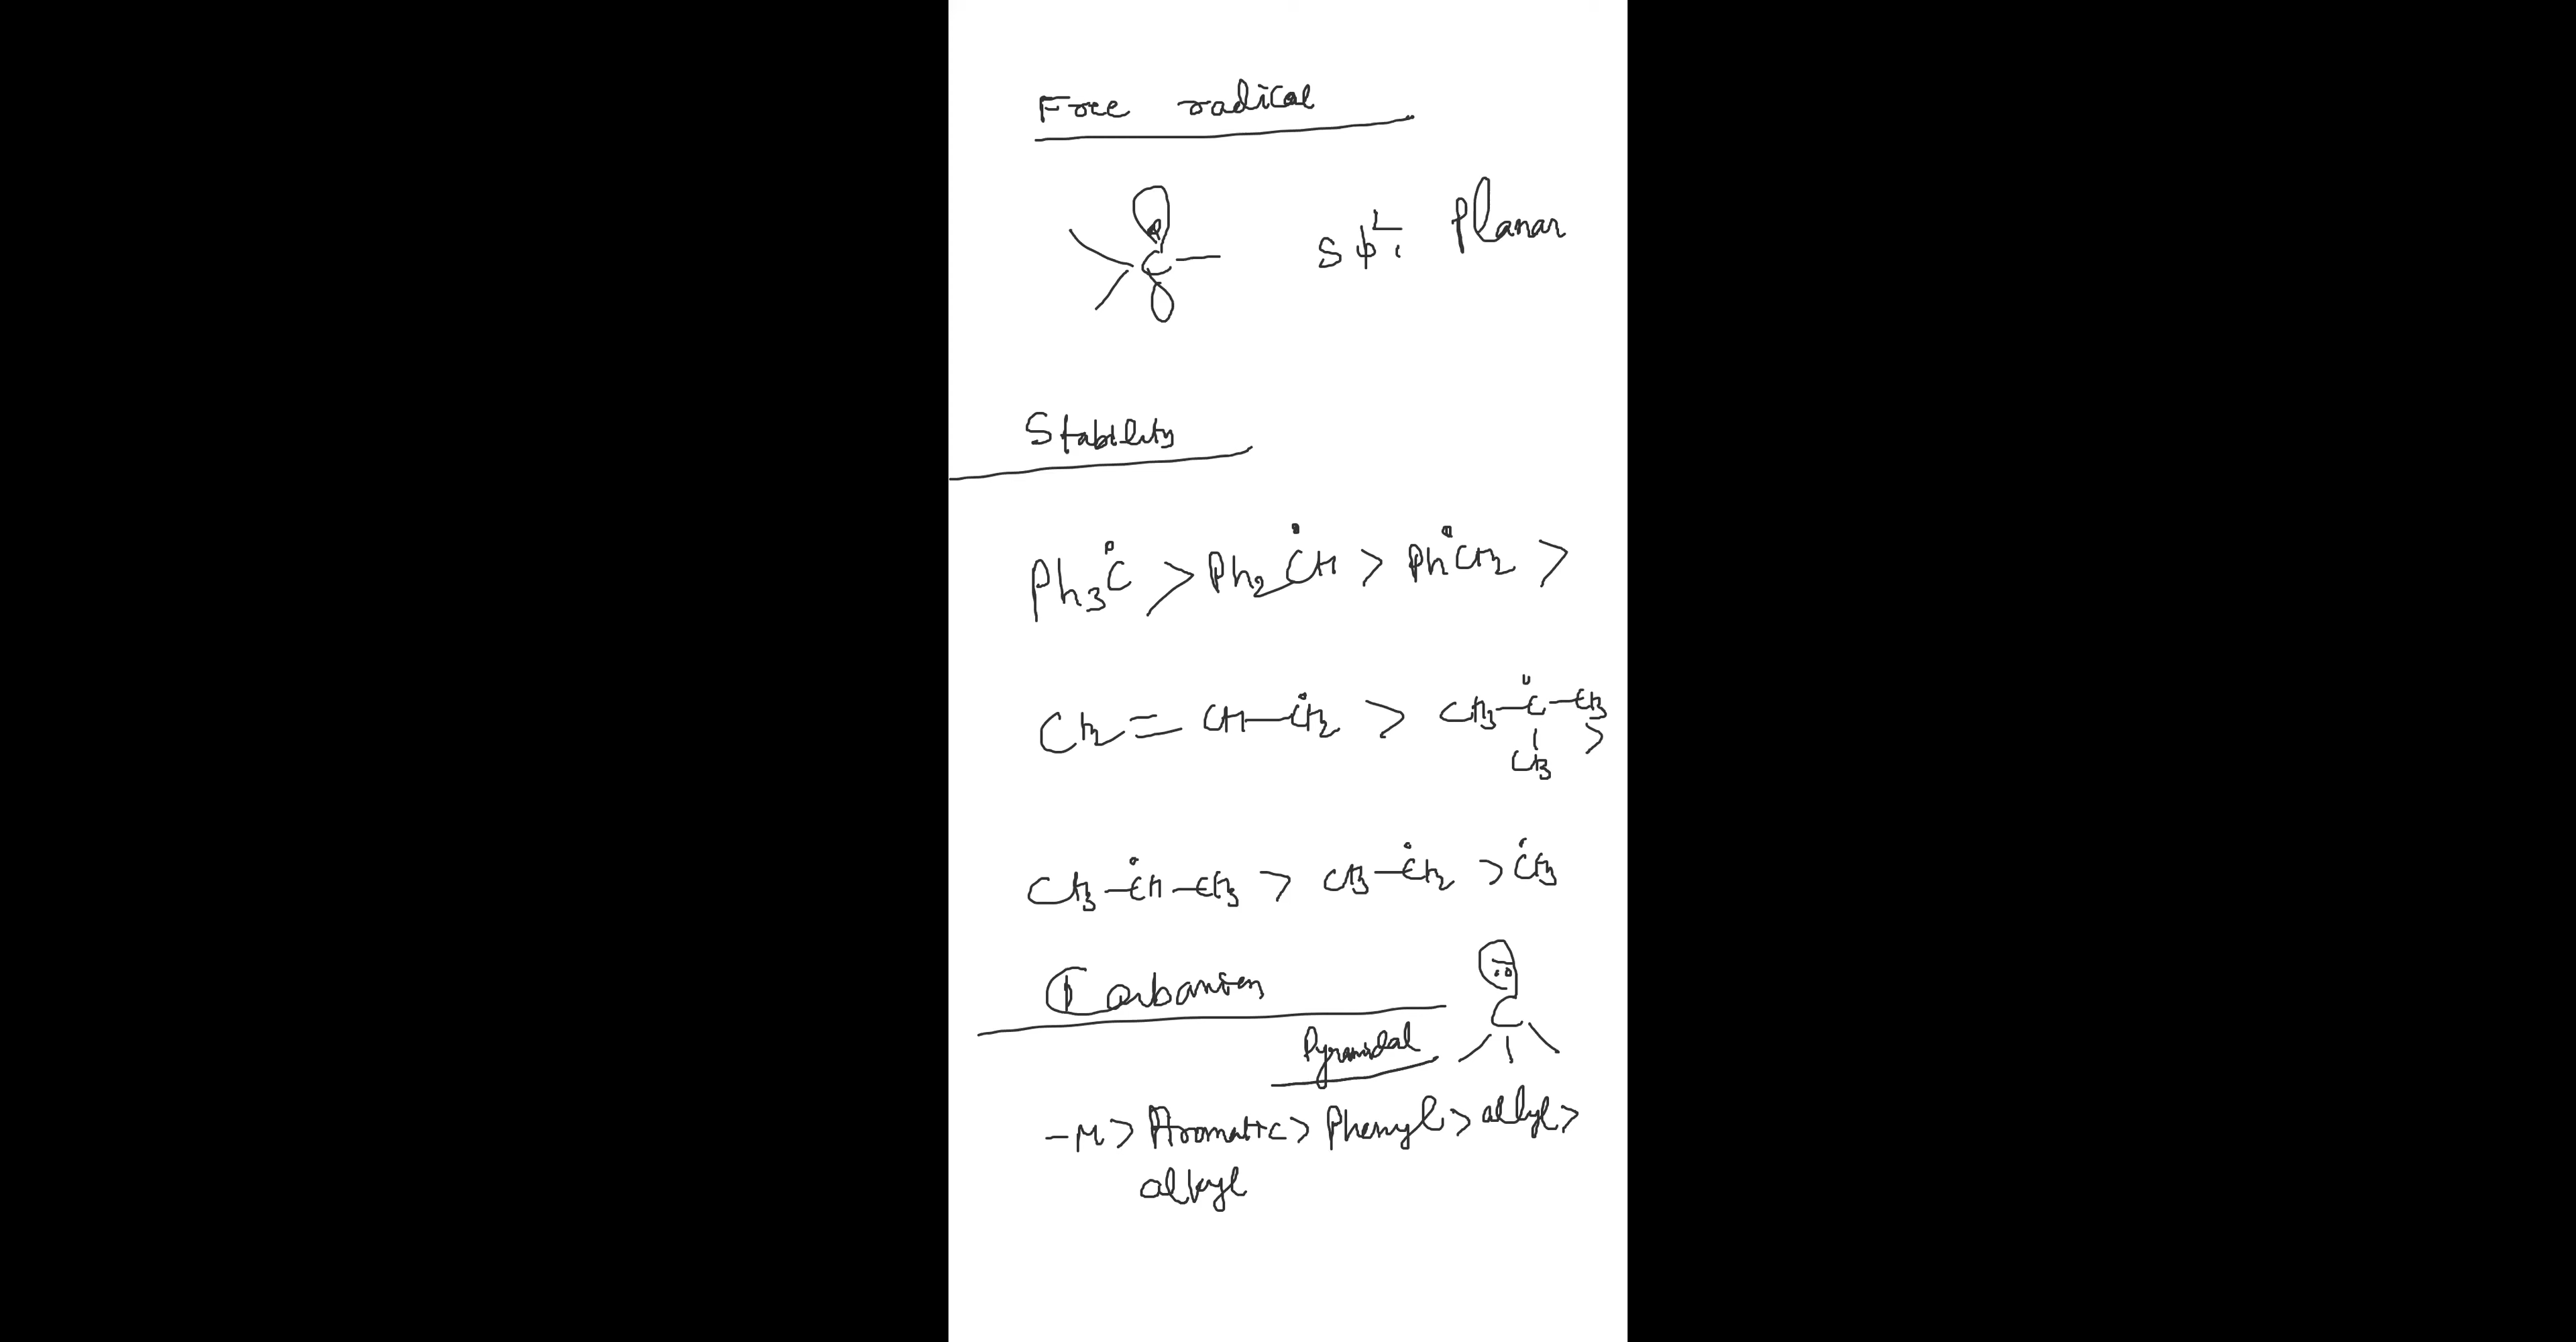 Free radical
C sp²; Planar
Stability
Ph₃Ċ > Ph₂ĊH > PhĊH₂ >
CH₂ = CH—ĊH₂ > CH₃—Ċ—CH₃ >
CH₃
CH₃—ĊH—CH₃ > CH₃—ĊH₂ > ĊH₃
Carbanion
C
Pyramidal
-M > Aromatic > Phenyl > allyl >
alkyl